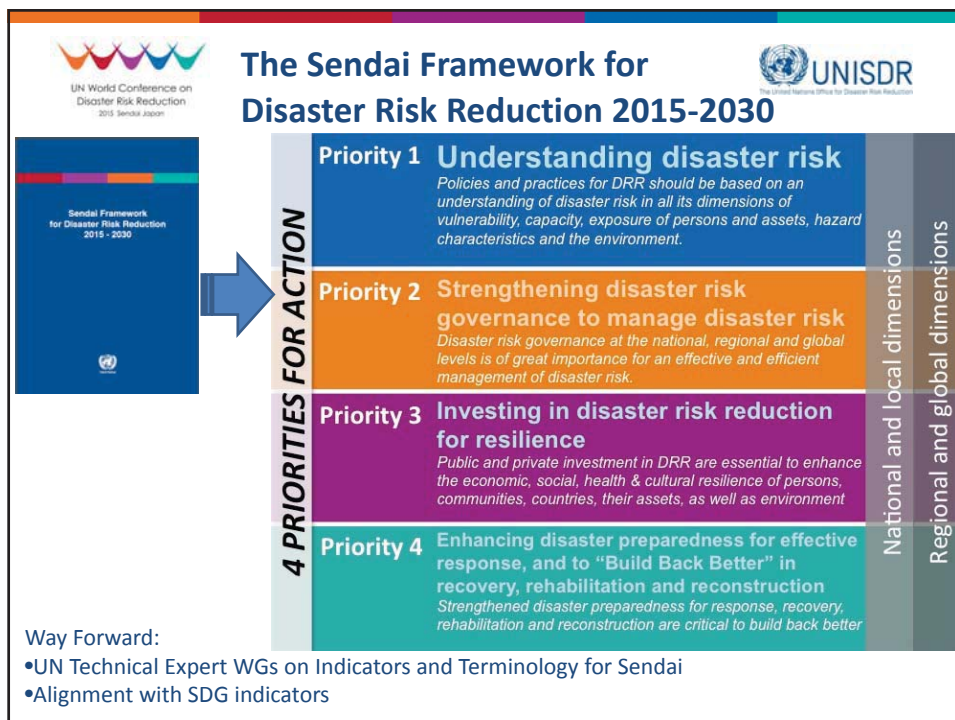 UN World Conference on
Disaster Risk Reduction
2015 Sendai Japan
The Sendai Framework for
Disaster Risk Reduction 2015-2030
UNISDR
The United Nations Office for Disaster Risk Reduction
Sendai Framework
for Disaster Risk Reduction
2015 - 2030
4 PRIORITIES FOR ACTION
Priority 1
Understanding disaster risk
Policies and practices for DRR should be based on an
understanding of disaster risk in all its dimensions of
vulnerability, capacity, exposure of persons and assets, hazard
characteristics and the environment.
Priority 2
Strengthening disaster risk
governance to manage disaster risk
Disaster risk governance at the national, regional and global
levels is of great importance for an effective and efficient
management of disaster risk.
Priority 3
Investing in disaster risk reduction
for resilience
Public and private investment in DRR are essential to enhance
the economic, social, health & cultural resilience of persons,
communities, countries, their assets, as well as environment
Priority 4
Enhancing disaster preparedness for effective
response, and to “Build Back Better” in
recovery, rehabilitation and reconstruction
Strengthened disaster preparedness for response, recovery,
rehabilitation and reconstruction are critical to build back better
National and local dimensions
Regional and global dimensions
Way Forward:
•UN Technical Expert WGs on Indicators and Terminology for Sendai
•Alignment with SDG indicators